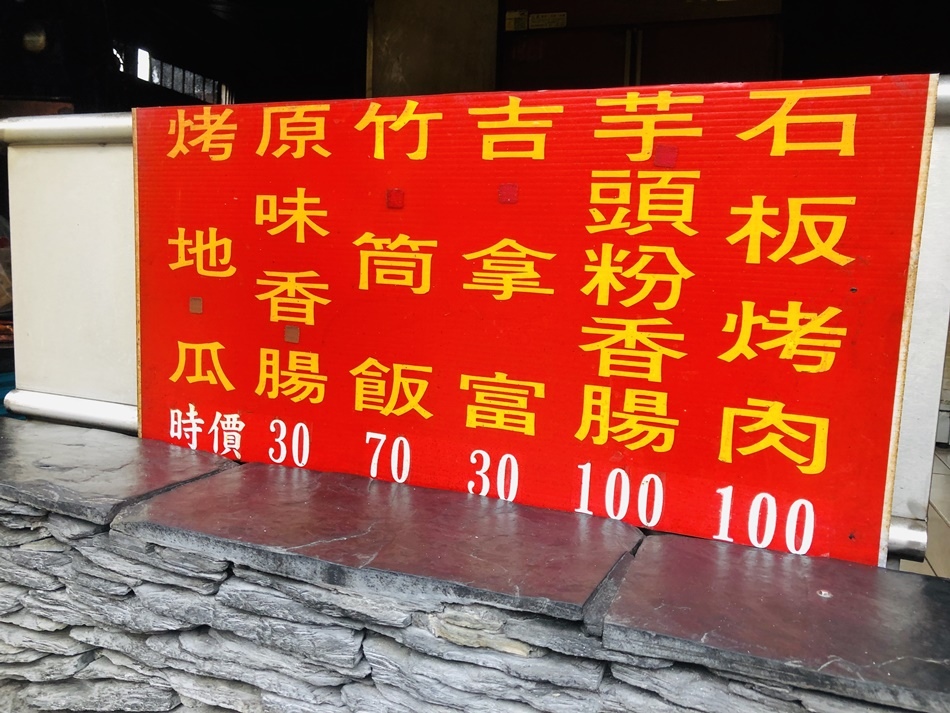 石板烤肉
100
芋頭粉香腸
100
吉拿富
30
竹筒飯
70
原味香腸
30
烤地瓜
時價